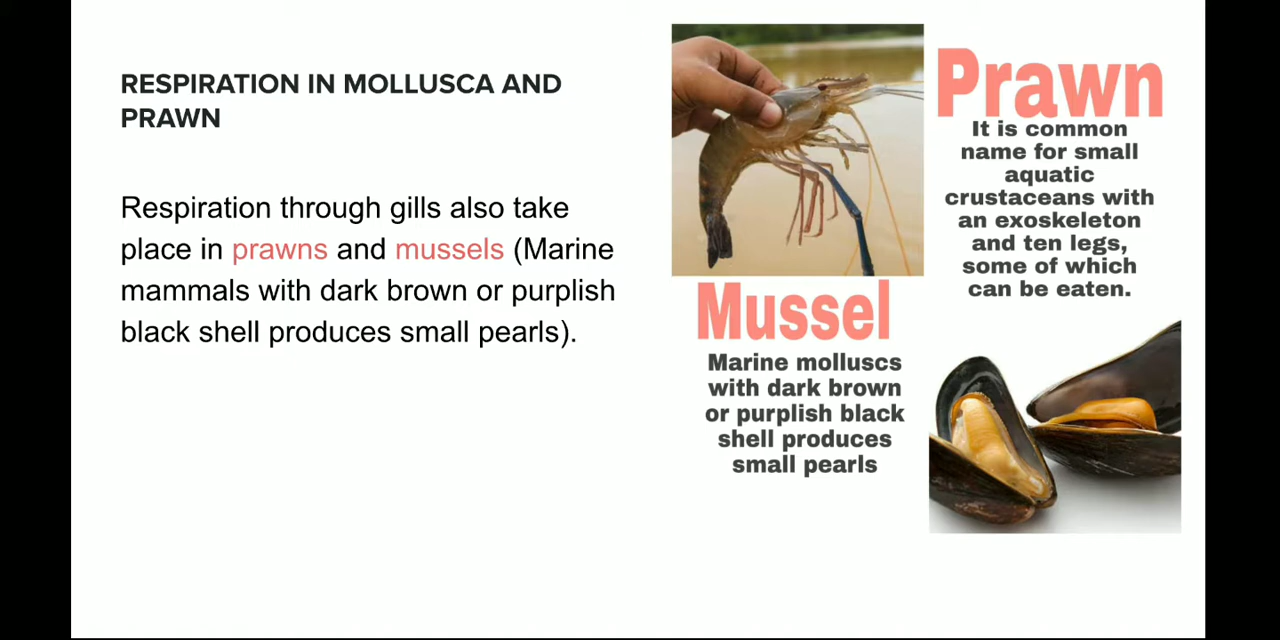 RESPIRATION IN MOLLUSCA AND
PRAWN
Respiration through gills also take
place in prawns and mussels (Marine
mammals with dark brown or purplish
black shell produces small pearls).
Prawn
It is common
name for small
aquatic
crustaceans with
an exoskeleton
and ten legs,
some of which
can be eaten.
Mussel
Marine molluscs
with dark brown
or purplish black
shell produces
small pearls